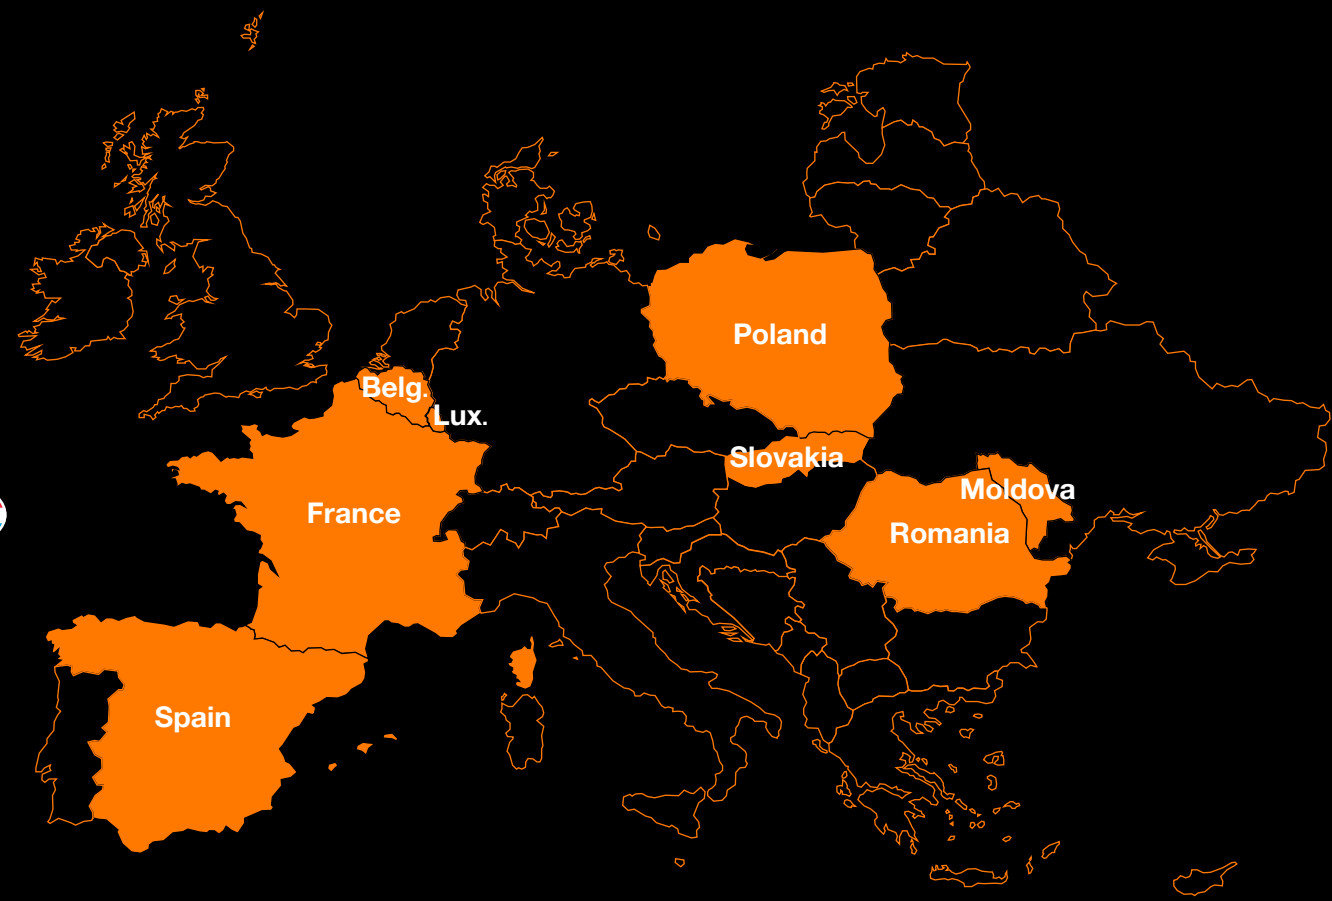 Poland
Belg.
Lux.
Slovakia
Moldova
France
Romania
Spain